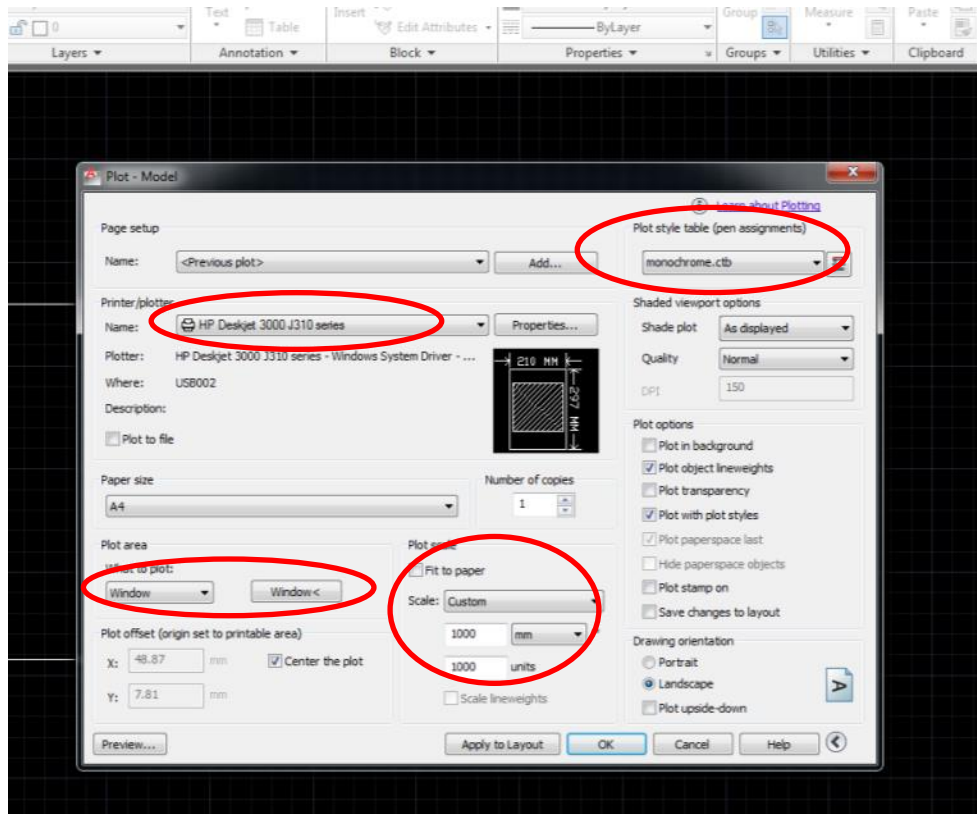 Text
Insert
Group
Measure
Paste
0
Table
Edit Attributes
ByLayer
Layers
Annotation
Block
Properties
Groups
Utilities
Clipboard
Plot - Model
Learn about Plotting
Page setup
Name: <Previous plot> Add...
Plot style table (pen assignments)
monochrome.ctb
Printer/plotter
Name: HP Deskjet 3000 J310 series Properties...
Plotter: HP Deskjet 3000 J310 series - Windows System Driver - ...
Where: USB002
Description:
Plot to file
210 MM
297 MM
Shaded viewport options
Shade plot As displayed
Quality Normal
DPI 150
Paper size
A4
Number of copies
1
Plot options
Plot in background
Plot object lineweights
Plot transparency
Plot with plot styles
Plot paperspace last
Hide paperspace objects
Plot stamp on
Save changes to layout
Plot area
What to plot:
Window Window<
Plot scale
Fit to paper
Scale: Custom
1000 mm =
1000 units
Scale lineweights
Plot offset (origin set to printable area)
X: 48.87 mm Center the plot
Y: 7.81 mm
Drawing orientation
Portrait
Landscape
Plot upside-down
A
Preview... Apply to Layout OK Cancel Help